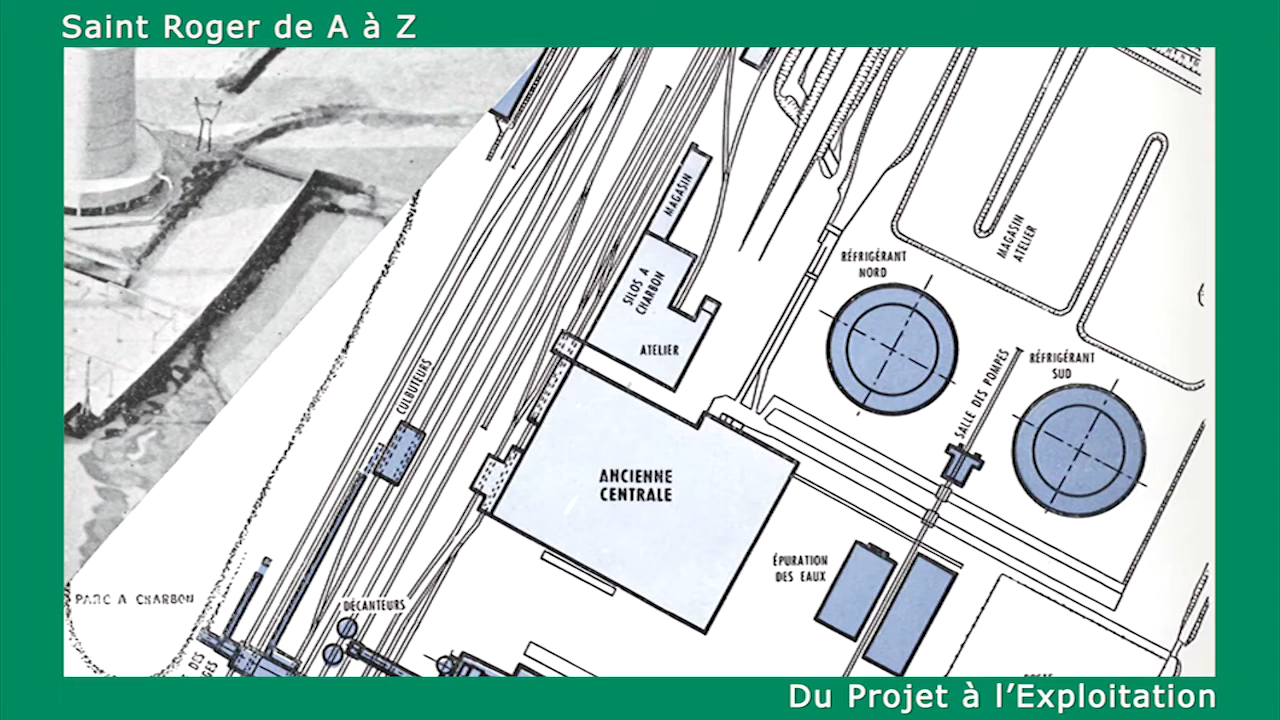 Saint Roger de A à Z
MAGASIN
SILOS A
CHARBON
ATELIER
MAGASIN
ATELIER
RÉFRIGÉRANT
NORD
RÉFRIGÉRANT
SUD
SALLE DES POMPES
CULBUTEURS
ANCIENNE
CENTRALE
ÉPURATION
DES EAUX
PARC A CHARBON
DÉCANTEURS
Du Projet à l’Exploitation